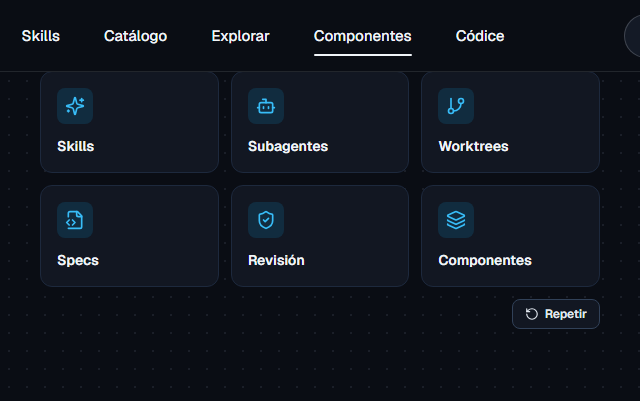 Skills Catálogo Explorar Componentes Códice
Skills Subagentes Worktrees
Specs Revisión Componentes
Repetir